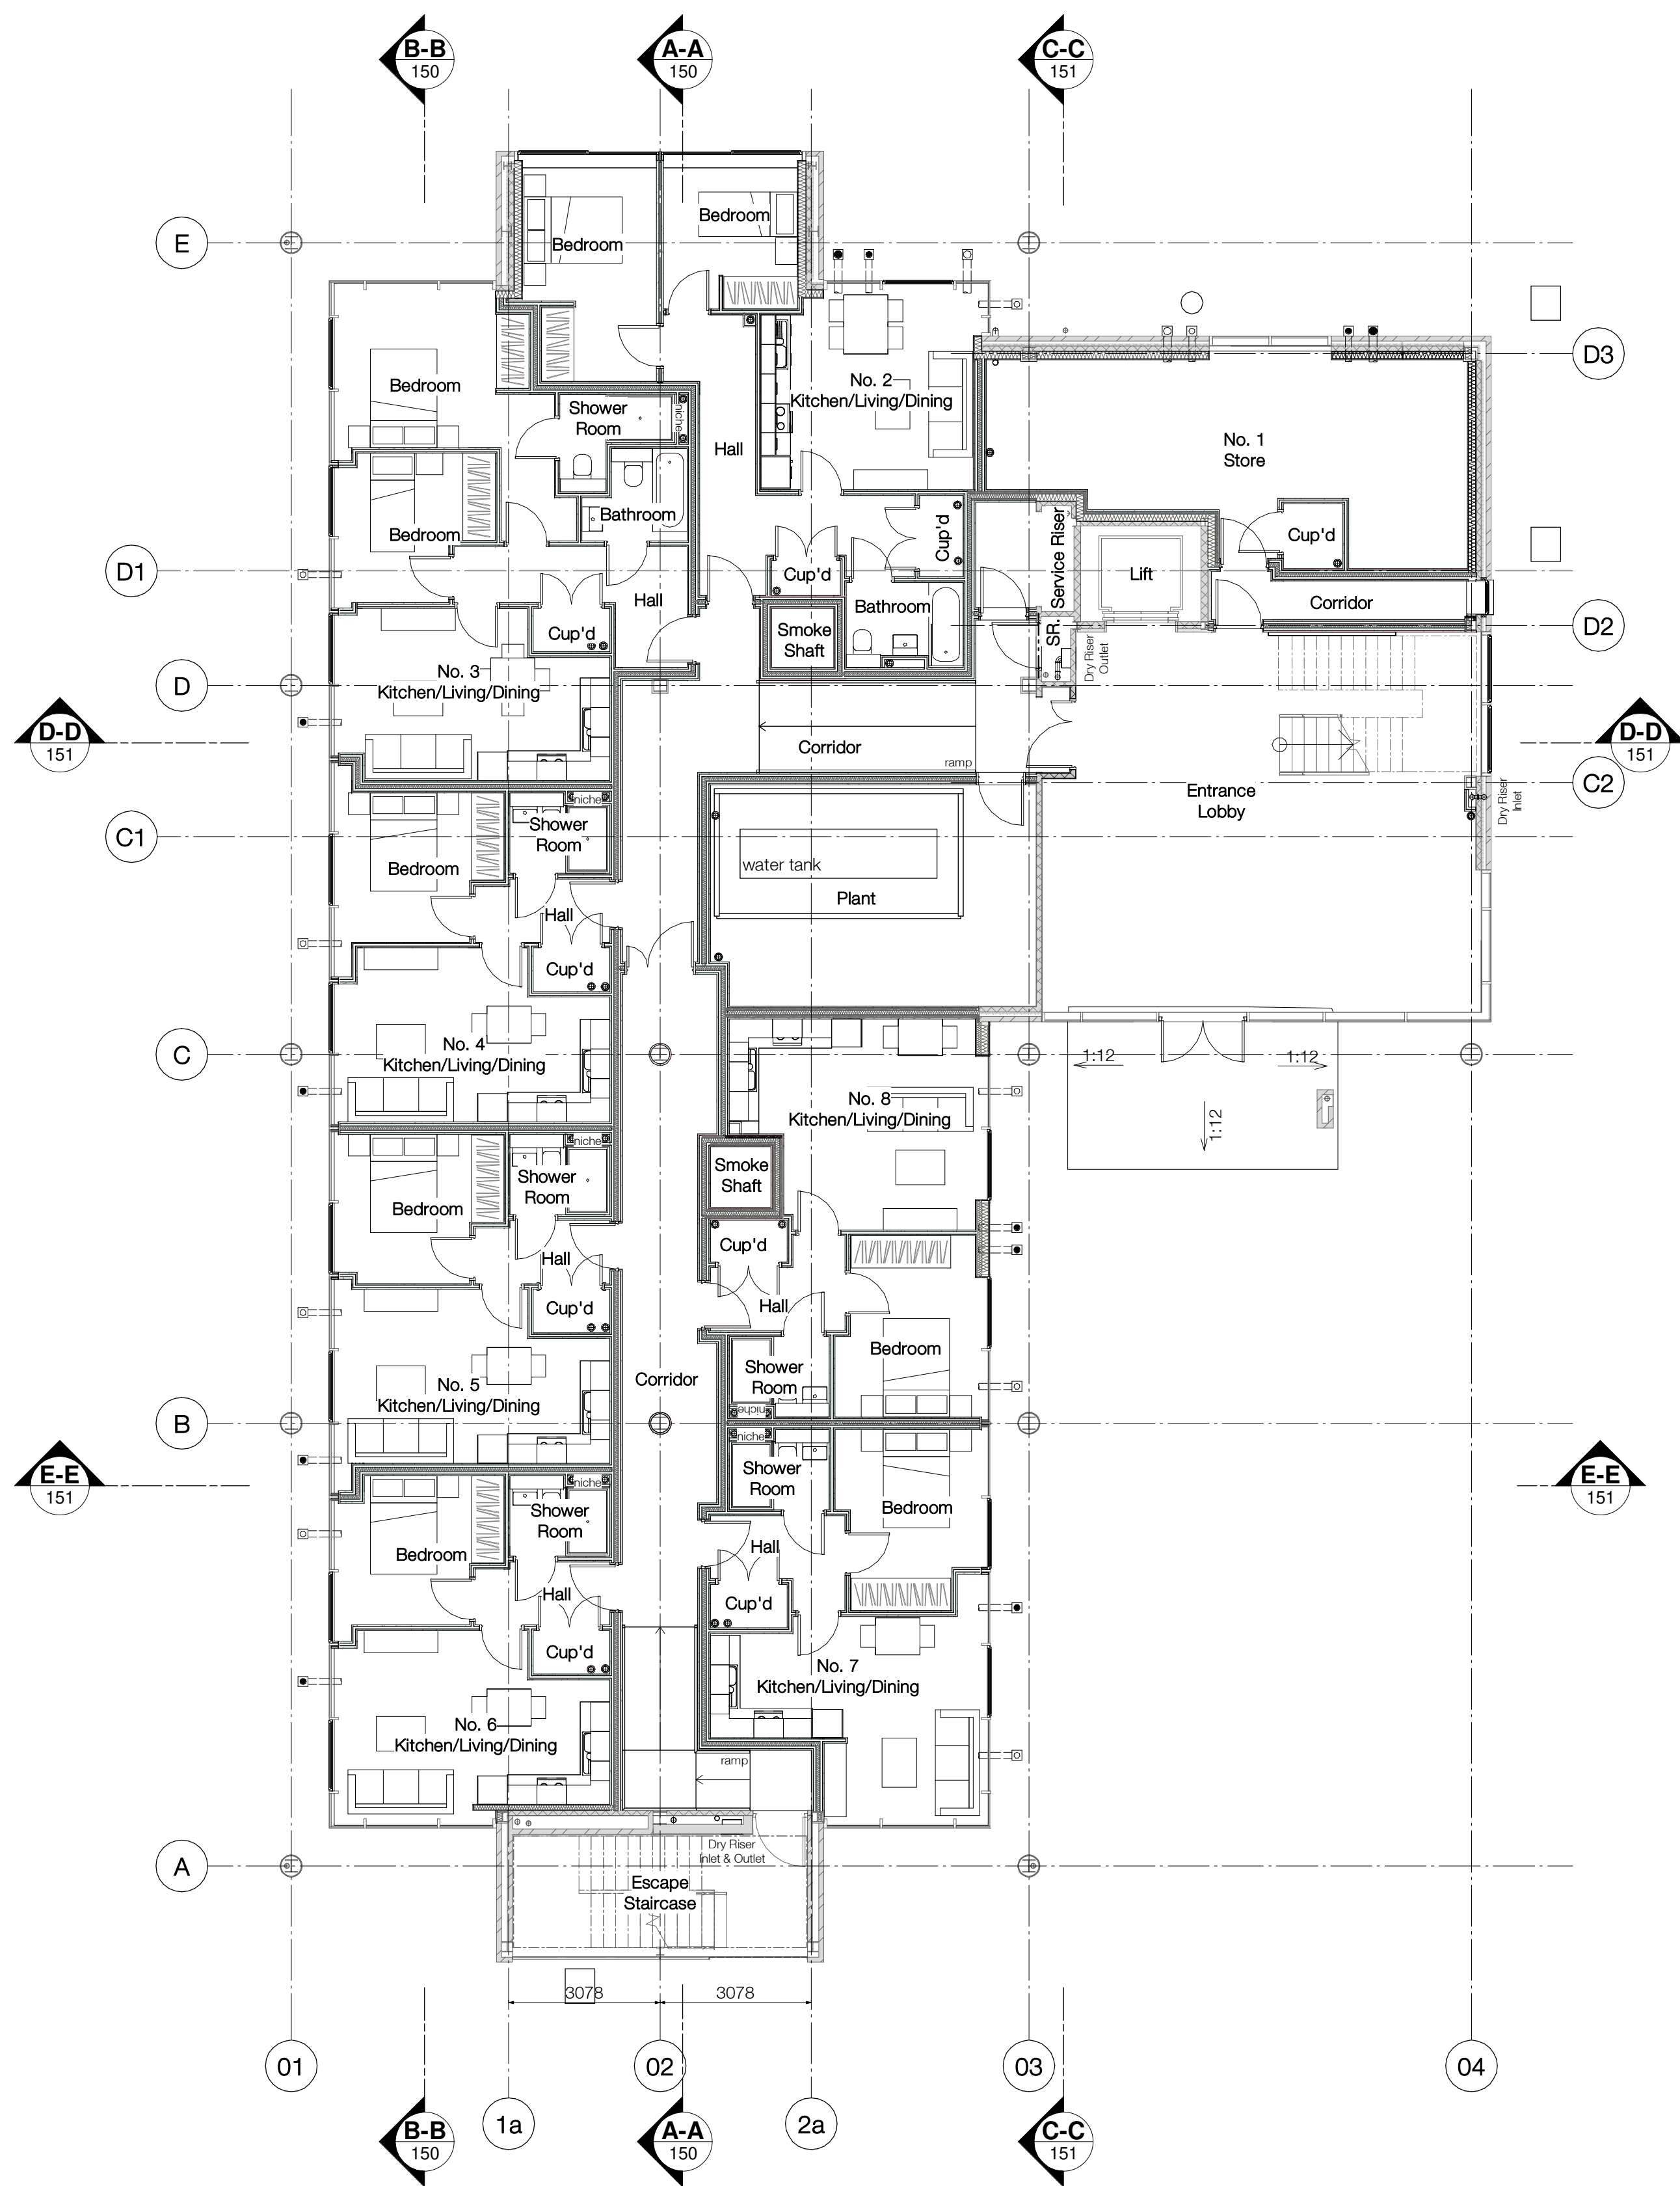 B-B
150
A-A
150
C-C
151
E
Bedroom
Bedroom
D3
Bedroom
No. 2
Kitchen/Living/Dining
Shower
Room
niche
Hall
No. 1
Store
Bedroom
Bathroom
Cup'd
Service Riser
Cup'd
D1
Cup'd
Lift
Hall
Bathroom
Corridor
Cup'd
Smoke
Shaft
SR.
Dry Riser
Outlet
D2
No. 3
Kitchen/Living/Dining
D
D-D
151
Corridor
ramp
D-D
151
C2
Entrance
Lobby
Dry Riser
Inlet
niche
Shower
Room
C1
Bedroom
water tank
Plant
Hall
Cup'd
C
No. 4
Kitchen/Living/Dining
1:12
1:12
1:12
No. 8
Kitchen/Living/Dining
niche
Shower
Room
Bedroom
Smoke
Shaft
Cup'd
Hall
Cup'd
Hall
Bedroom
Shower
Room
niche
No. 5
Kitchen/Living/Dining
Corridor
B
niche
Shower
Room
Bedroom
E-E
151
E-E
151
niche
Shower
Room
Bedroom
Hall
Hall
Cup'd
Cup'd
No. 7
Kitchen/Living/Dining
No. 6
Kitchen/Living/Dining
ramp
A
Dry Riser
Inlet & Outlet
Escape
Staircase
3078
3078
01
02
03
04
1a
2a
B-B
150
A-A
150
C-C
151